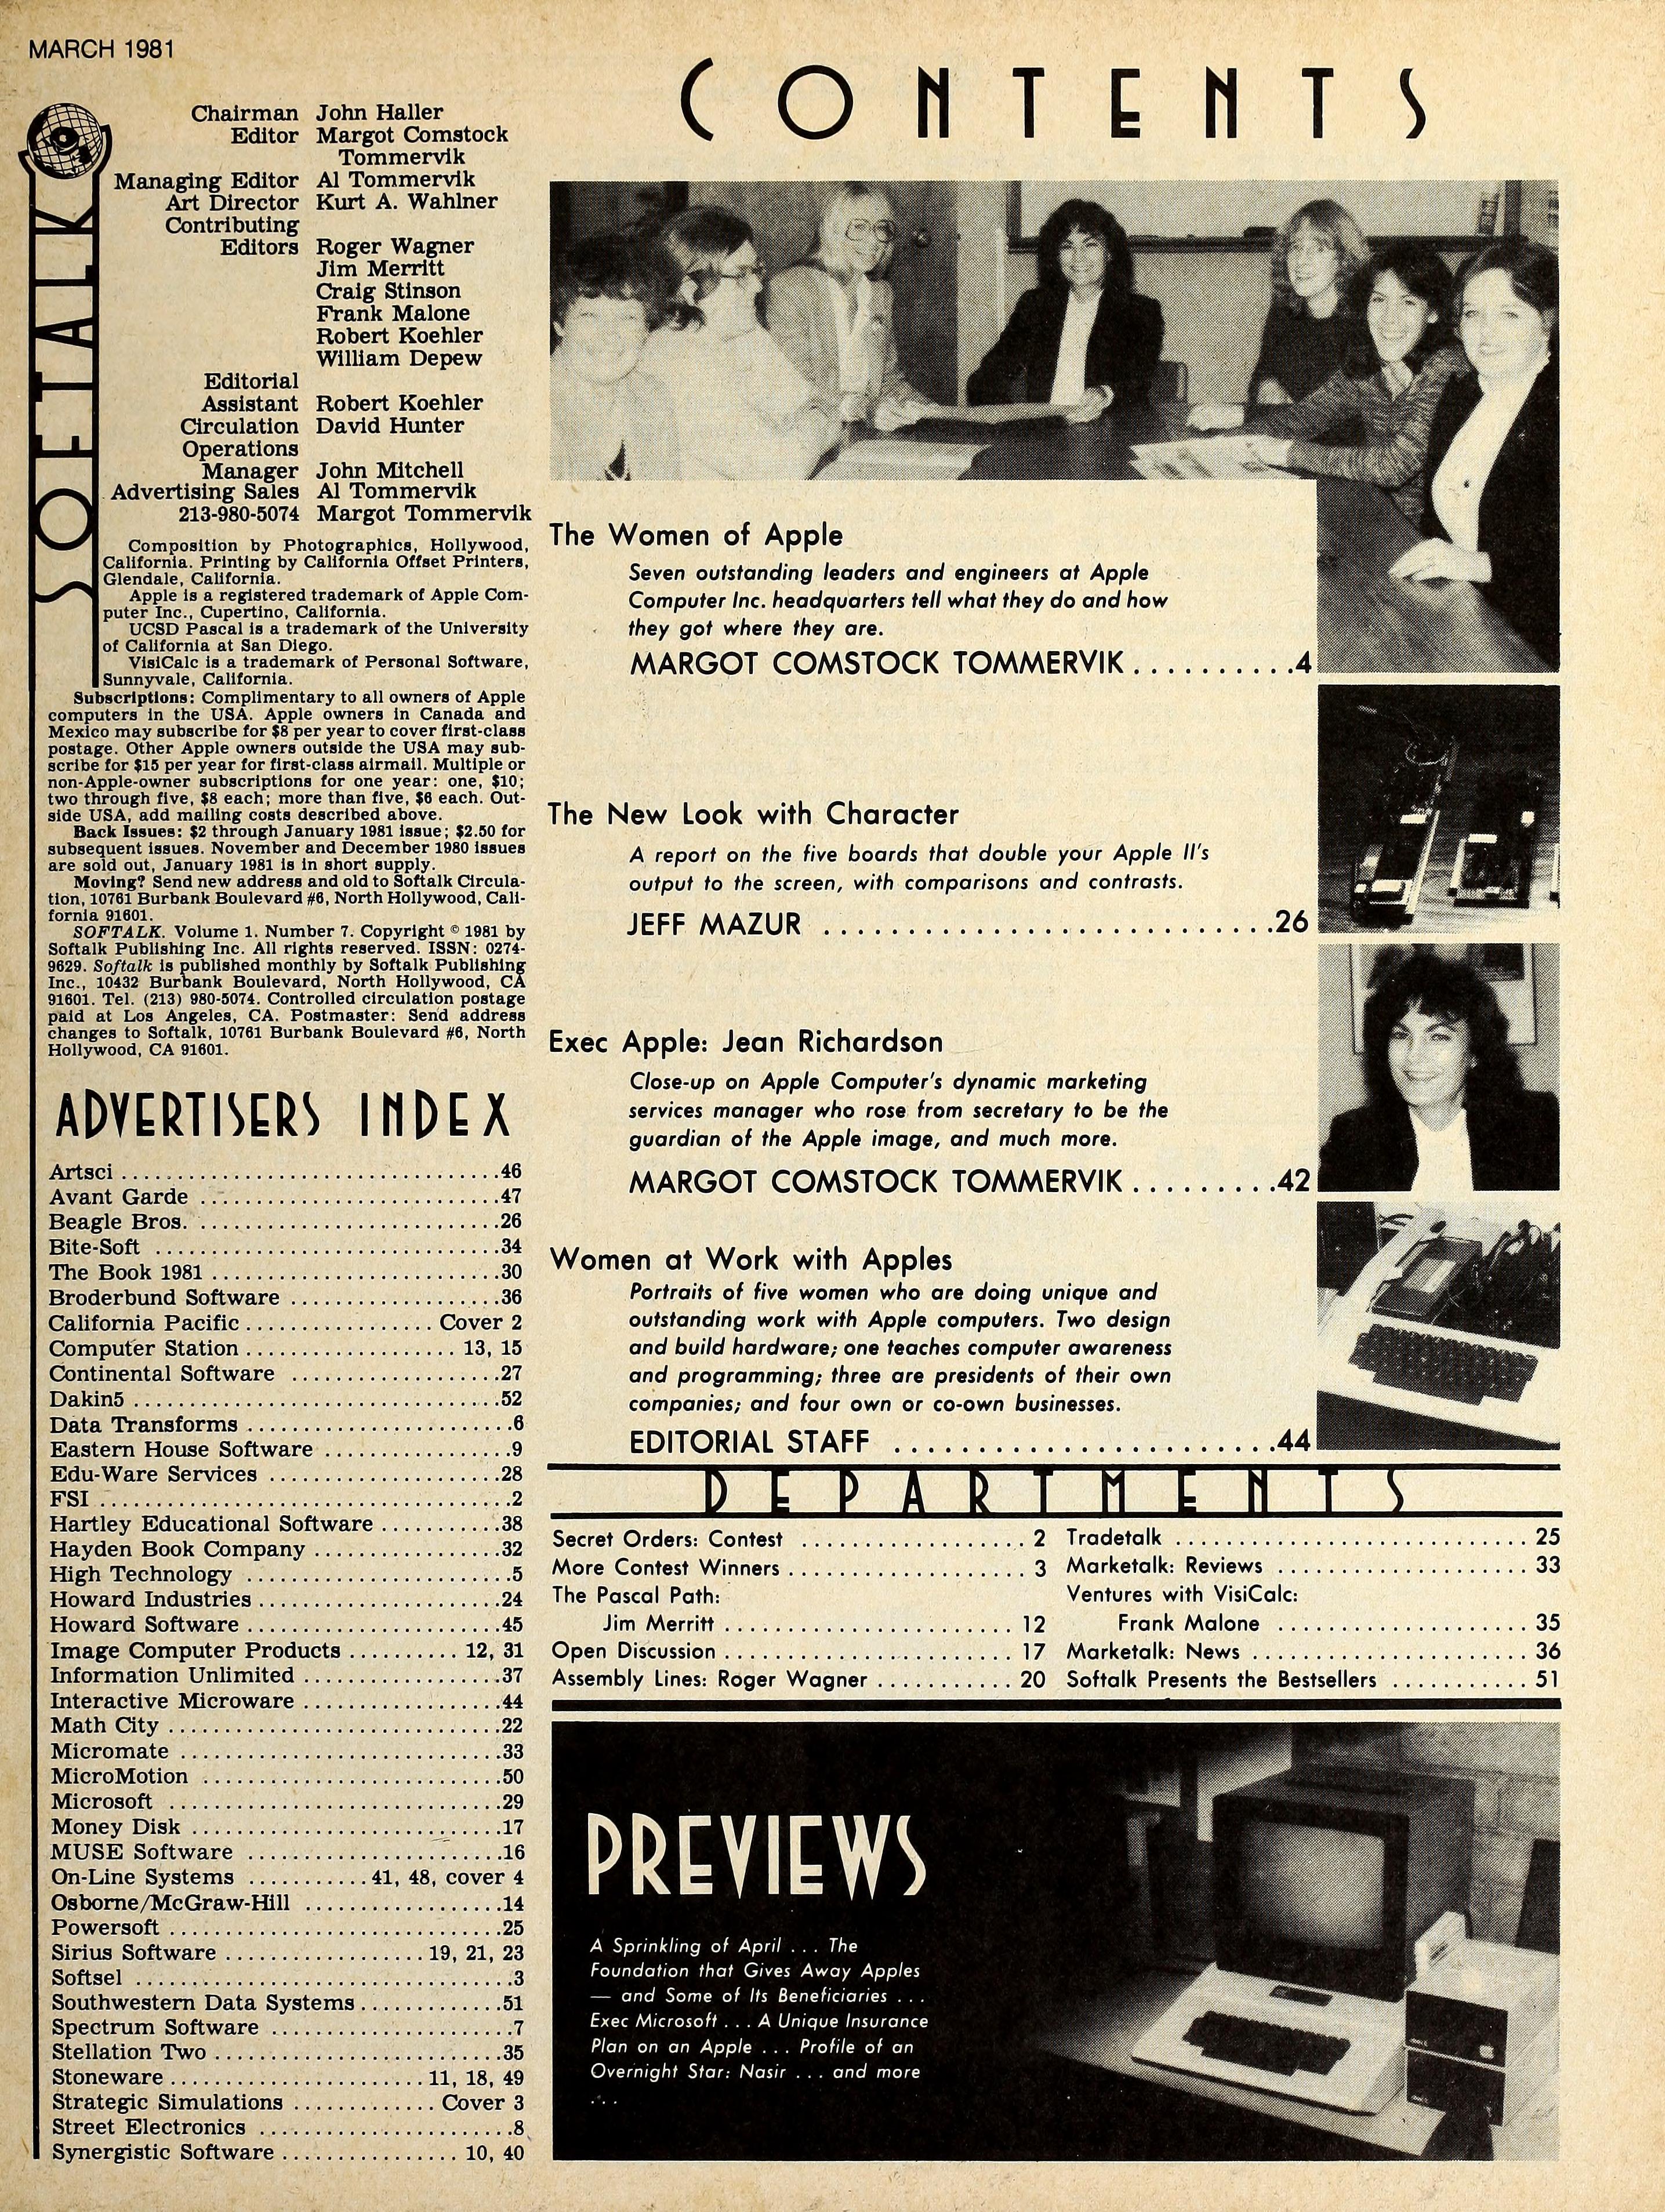 MARCH 1981
CONTENTS
SOFTALK
Chairman John Haller
Editor Margot Comstock
Tommervik
Managing Editor Al Tommervik
Art Director Kurt A. Wahlner
Contributing
Editors Roger Wagner
Jim Merritt
Craig Stinson
Frank Malone
Robert Koehler
William Depew
Editorial
Assistant Robert Koehler
Circulation David Hunter
Operations
Manager John Mitchell
Advertising Sales Al Tommervik
213-980-5074 Margot Tommervik
Composition by Photographics, Hollywood,
California. Printing by California Offset Printers,
Glendale, California.
Apple is a registered trademark of Apple Com-
puter Inc., Cupertino, California.
UCSD Pascal is a trademark of the University
of California at San Diego.
VisiCalc is a trademark of Personal Software,
Sunnyvale, California.
Subscriptions: Complimentary to all owners of Apple
computers in the USA. Apple owners in Canada and
Mexico may subscribe for $8 per year to cover first-class
postage. Other Apple owners outside the USA may sub-
scribe for $15 per year for first-class airmail. Multiple or
non-Apple-owner subscriptions for one year: one, $10;
two through five, $8 each; more than five, $6 each. Out-
side USA, add mailing costs described above.
Back Issues: $2 through January 1981 issue; $2.50 for
subsequent issues. November and December 1980 issues
are sold out, January 1981 is in short supply.
Moving? Send new address and old to Softalk Circula-
tion, 10761 Burbank Boulevard #6, North Hollywood, Cali-
fornia 91601.
SOFTALK. Volume 1. Number 7. Copyright © 1981 by
Softalk Publishing Inc. All rights reserved. ISSN: 0274-
9629. Softalk is published monthly by Softalk Publishing
Inc., 10432 Burbank Boulevard, North Hollywood, CA
91601. Tel. (213) 980-5074. Controlled circulation postage
paid at Los Angeles, CA. Postmaster: Send address
changes to Softalk, 10761 Burbank Boulevard #6, North
Hollywood, CA 91601.
ADVERTISERS INDEX
Artsci ..................................46
Avant Garde ...........................47
Beagle Bros. ...........................26
Bite-Soft ...............................34
The Book 1981 ..........................30
Broderbund Software ...................36
California Pacific ................. Cover 2
Computer Station ................... 13, 15
Continental Software ...................27
Dakin5 .................................52
Data Transforms ........................6
Eastern House Software .................9
Edu-Ware Services .....................28
FSI .....................................2
Hartley Educational Software ...........38
Hayden Book Company .................32
High Technology ........................5
Howard Industries ......................24
Howard Software .......................45
Image Computer Products .......... 12, 31
Information Unlimited ..................37
Interactive Microware ..................44
Math City ..............................22
Micromate .............................33
MicroMotion ...........................50
Microsoft ..............................29
Money Disk ............................17
MUSE Software ........................16
On-Line Systems ........... 41, 48, cover 4
Osborne/McGraw-Hill ..................14
Powersoft ..............................25
Sirius Software .................. 19, 21, 23
Softsel ..................................3
Southwestern Data Systems .............51
Spectrum Software ......................7
Stellation Two ..........................35
Stoneware ....................... 11, 18, 49
Strategic Simulations ............. Cover 3
Street Electronics .......................8
Synergistic Software ................ 10, 40
The Women of Apple
Seven outstanding leaders and engineers at Apple
Computer Inc. headquarters tell what they do and how
they got where they are.
MARGOT COMSTOCK TOMMERVIK ..........4
The New Look with Character
A report on the five boards that double your Apple II's
output to the screen, with comparisons and contrasts.
JEFF MAZUR ............................26
Exec Apple: Jean Richardson
Close-up on Apple Computer's dynamic marketing
services manager who rose from secretary to be the
guardian of the Apple image, and much more.
MARGOT COMSTOCK TOMMERVIK .........42
Women at Work with Apples
Portraits of five women who are doing unique and
outstanding work with Apple computers. Two design
and build hardware; one teaches computer awareness
and programming; three are presidents of their own
companies; and four own or co-own businesses.
EDITORIAL STAFF ........................44
DEPARTMENTS
Secret Orders: Contest ................... 2
More Contest Winners .................... 3
The Pascal Path:
Jim Merritt ......................... 12
Open Discussion ......................... 17
Assembly Lines: Roger Wagner ........... 20
Tradetalk .............................. 25
Marketalk: Reviews ..................... 33
Ventures with VisiCalc:
Frank Malone ...................... 35
Marketalk: News ....................... 36
Softalk Presents the Bestsellers ........... 51
PREVIEWS
A Sprinkling of April ... The
Foundation that Gives Away Apples
— and Some of Its Beneficiaries ...
Exec Microsoft ... A Unique Insurance
Plan on an Apple ... Profile of an
Overnight Star: Nasir ... and more
...